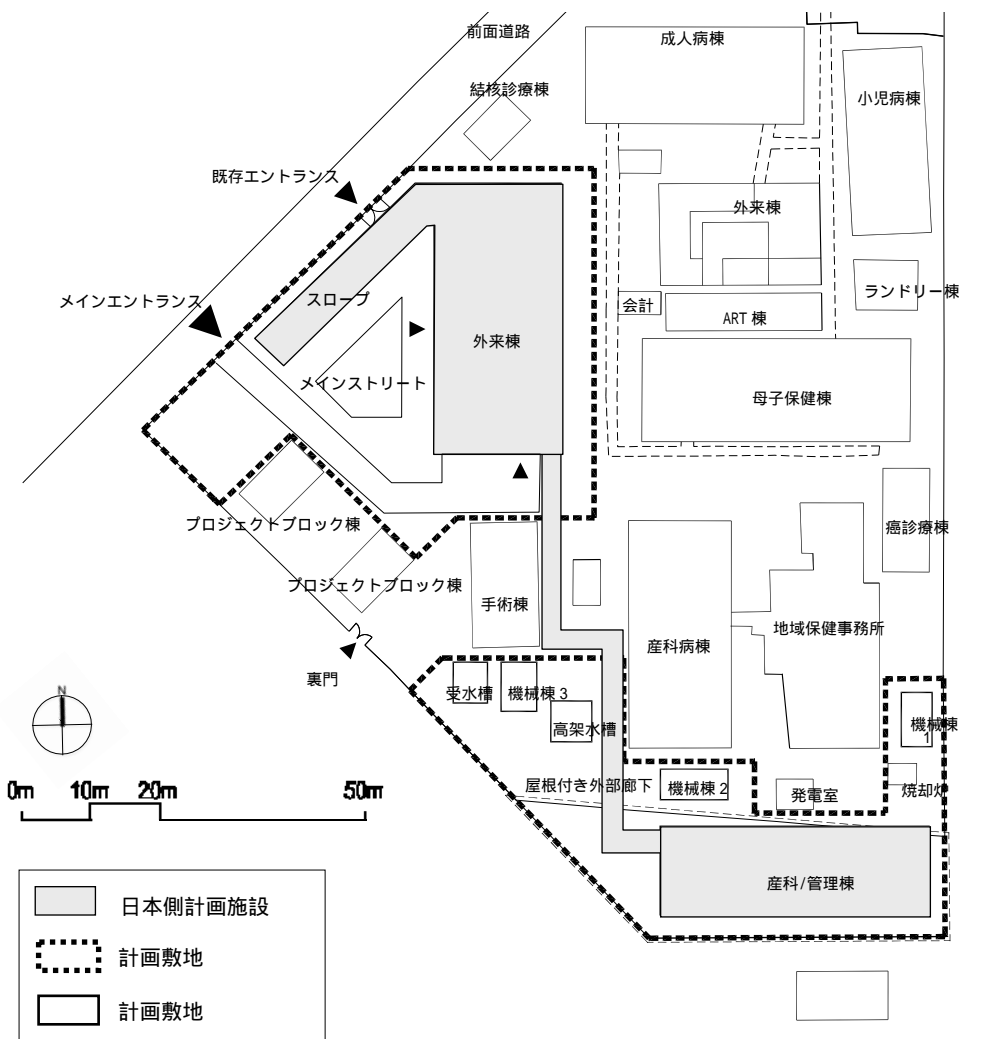 前面道路
成人病棟
結核診療棟
小児病棟
既存エントランス
外来棟
メインエントランス
スロープ
会計
ランドリー棟
ART 棟
外来棟
メインストリート
母子保健棟
プロジェクトブロック棟
癌診療棟
プロジェクトブロック棟
手術棟
地域保健事務所
産科病棟
裏門
受水槽
機械棟 3
機械棟
1
高架水槽
屋根付き外部廊下
機械棟 2
発電室
焼却炉
N
0m 10m 20m 50m
産科/管理棟
日本側計画施設
計画敷地
計画敷地